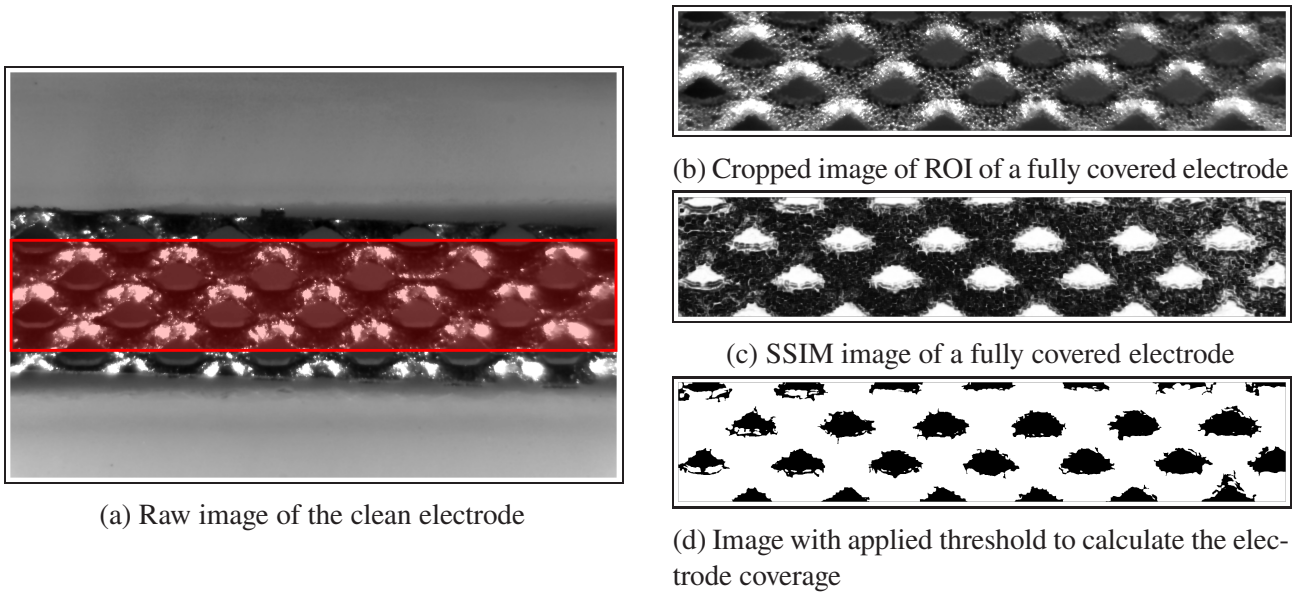 (a) Raw image of the clean electrode
(b) Cropped image of ROI of a fully covered electrode
(c) SSIM image of a fully covered electrode
(d) Image with applied threshold to calculate the elec-
trode coverage